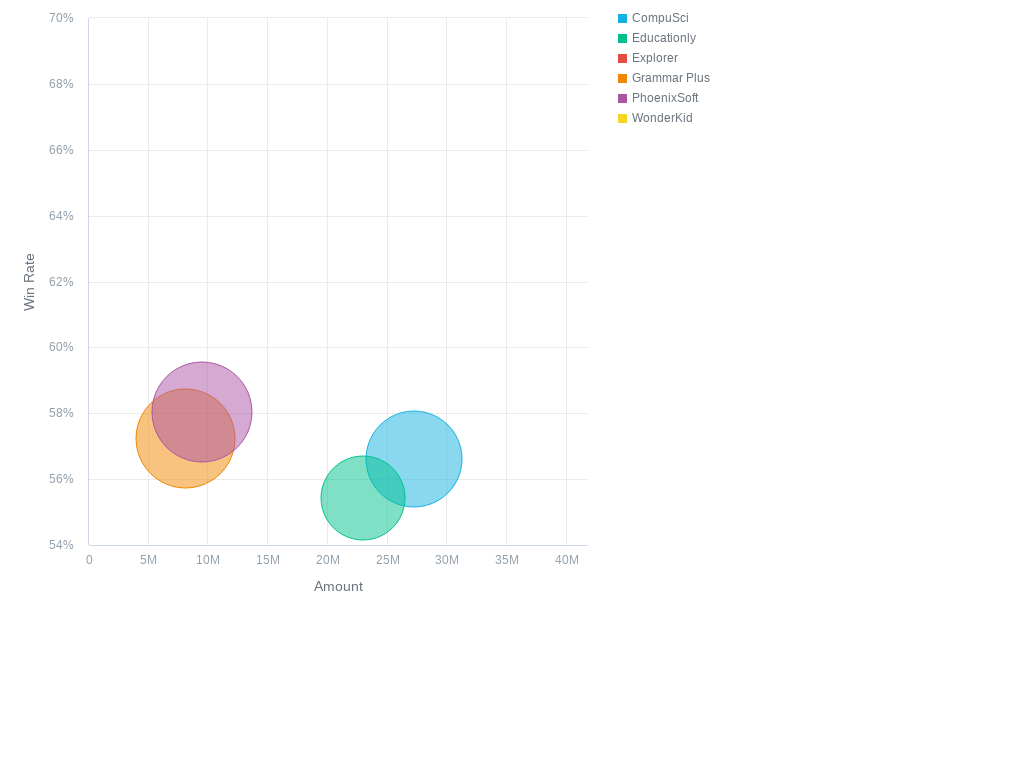 70%
68%
66%
64%
62%
60%
58%
56%
54%
Win Rate
0
5M
10M
15M
20M
25M
30M
35M
40M
Amount
CompuSci
Educationly
Explorer
Grammar Plus
PhoenixSoft
WonderKid